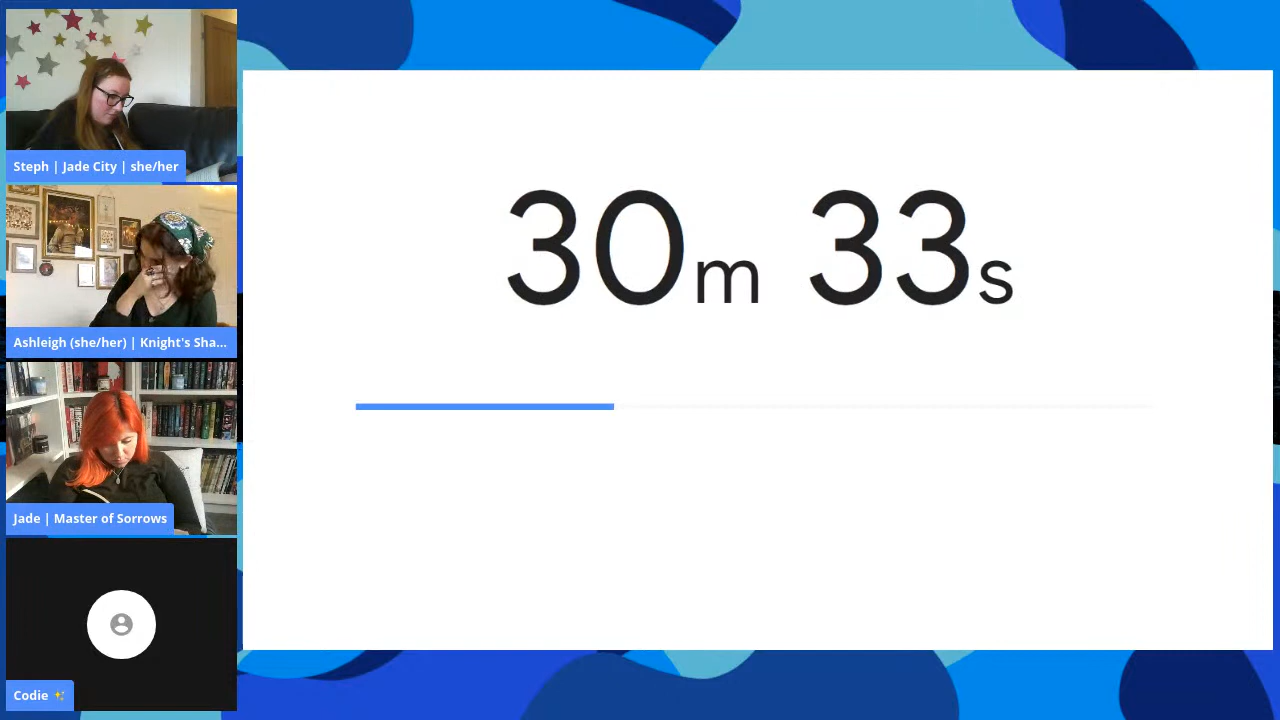 Steph | Jade City | she/her
Ashleigh (she/her) | Knight's Sha...
Jade | Master of Sorrows
Codie ✨
30m 33s